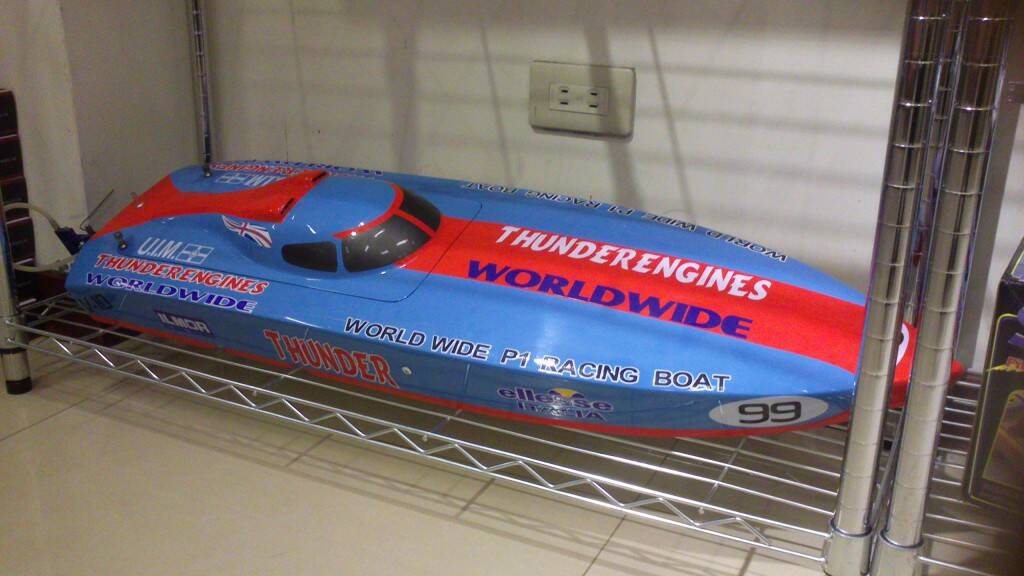 THUNDERENGINES
WORLDWIDE
WORLD WIDE P1 RACING BOAT
U.I.M.
THUNDERENGINES
WORLDWIDE
WORLD WIDE P1 RACING BOAT
ILMOR
THUNDER
ellesse
ITALIA
99